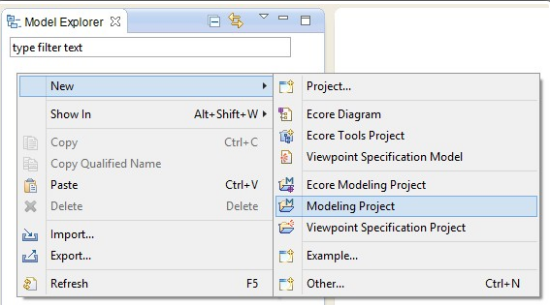 Model Explorer
type filter text
New
Show In Alt+Shift+W
Copy Ctrl+C
Copy Qualified Name
Paste Ctrl+V
Delete Delete
Import...
Export...
Refresh F5
Project...
Ecore Diagram
Ecore Tools Project
Viewpoint Specification Model
Ecore Modeling Project
Modeling Project
Viewpoint Specification Project
Example...
Other... Ctrl+N